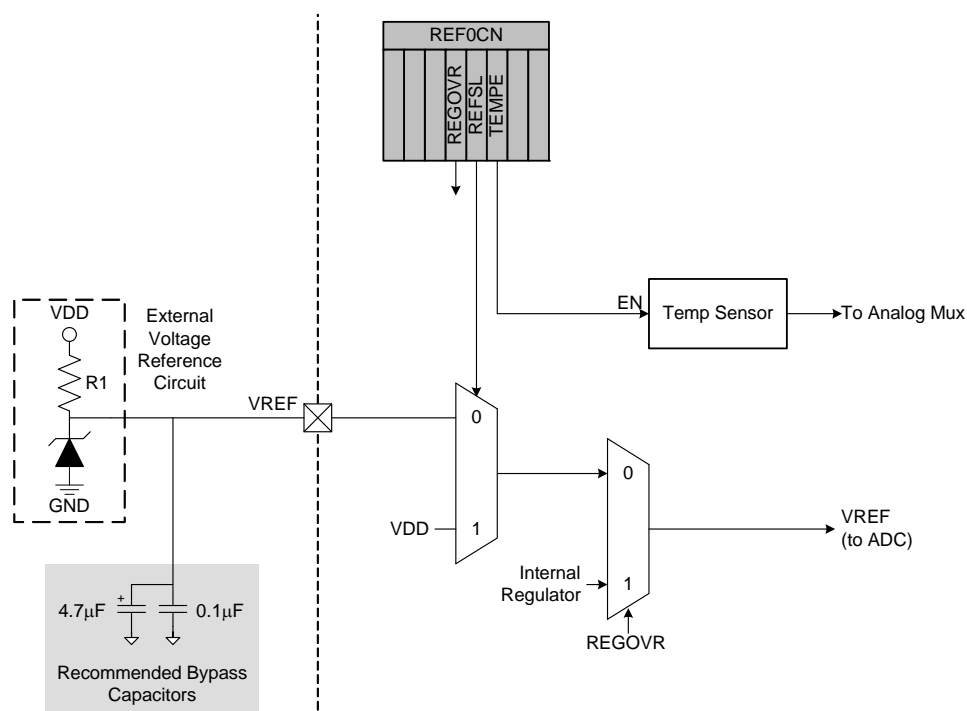 REF0CN
REGOVR
REFSL
TEMPE
EN
Temp Sensor
To Analog Mux
VDD
R1
GND
External
Voltage
Reference
Circuit
VREF
0
1
VDD
0
1
Internal
Regulator
REGOVR
VREF
(to ADC)
4.7μF
+
0.1μF
Recommended Bypass
Capacitors